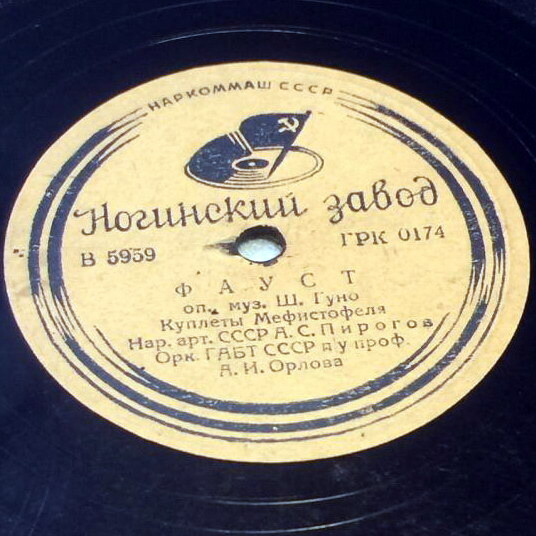 НАРКОММАШ СССР
Ногинский завод
В 5959 ГРК 0174
ФАУСТ
оп., муз. Ш. Гуно
Куплеты Мефистофеля
Нар. арт. СССР А. С. Пирогов
Орк. ГАБТ СССР п/у проф.
А. И. Орлова